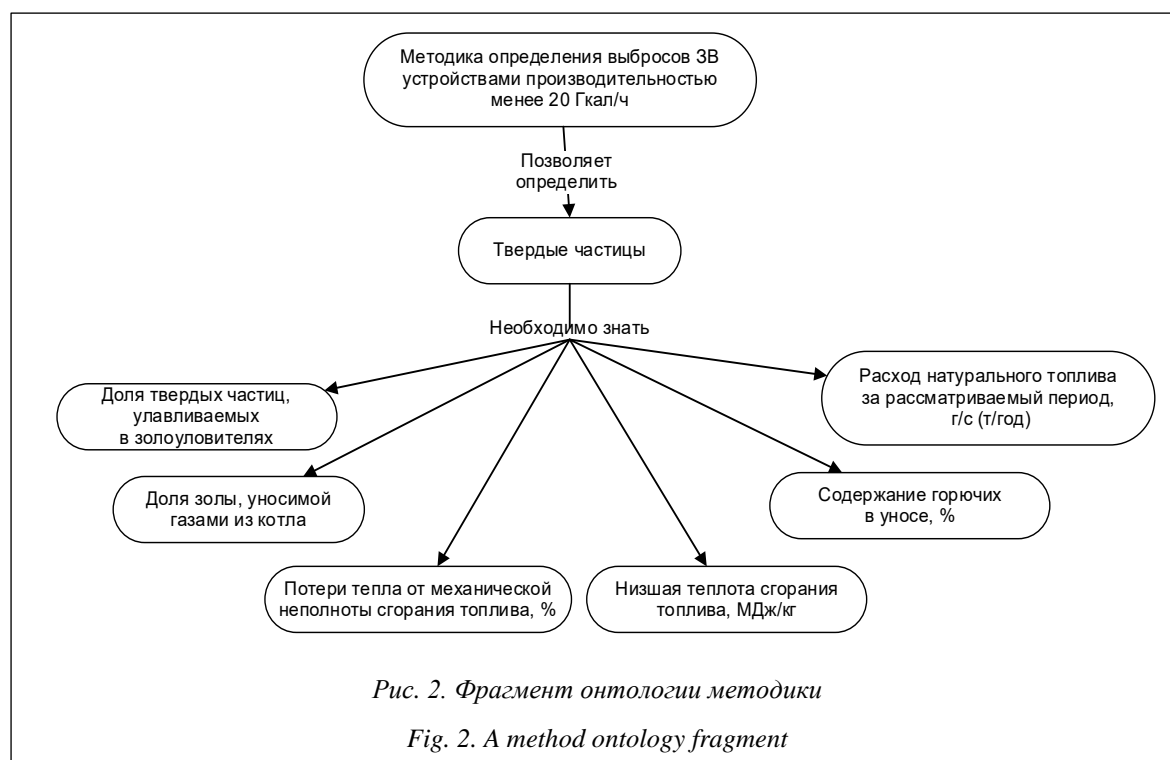 Методика определения выбросов ЗВ
устройствами производительностью
менее 20 Гкал/ч
Позволяет
определить
Твердые частицы
Необходимо знать
Доля твердых частиц,
улавливаемых
в золоуловителях
Расход натурального топлива
за рассматриваемый период,
г/с (т/год)
Доля золы, уносимой
газами из котла
Содержание горючих
в уносе, %
Потери тепла от механической
неполноты сгорания топлива, %
Низшая теплота сгорания
топлива, МДж/кг
Рис. 2. Фрагмент онтологии методики
Fig. 2. A method ontology fragment